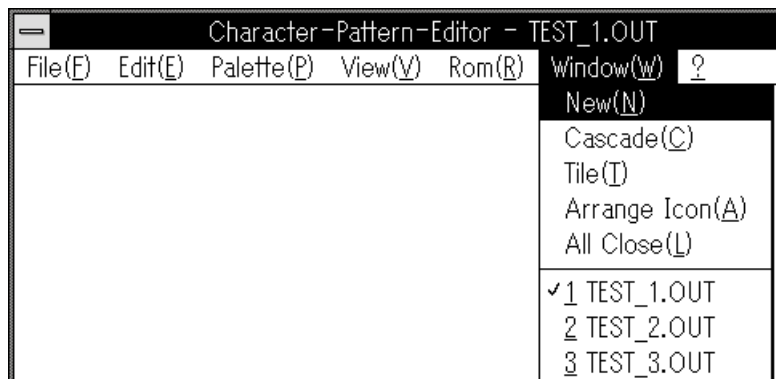 Character-Pattern-Editor - TEST_1.OUT
File(F) Edit(E) Palette(P) View(V) Rom(R) Window(W) ?
New(N)
Cascade(C)
Tile(T)
Arrange Icon(A)
All Close(L)
✓1 TEST_1.OUT
2 TEST_2.OUT
3 TEST_3.OUT